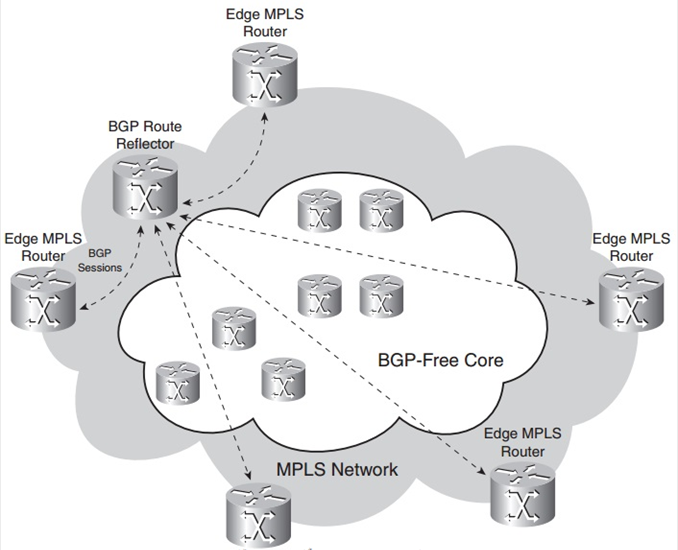 Edge MPLS
Router
BGP Route
Reflector
Edge MPLS
Router
BGP
Sessions
Edge MPLS
Router
BGP-Free Core
Edge MPLS
Router
MPLS Network